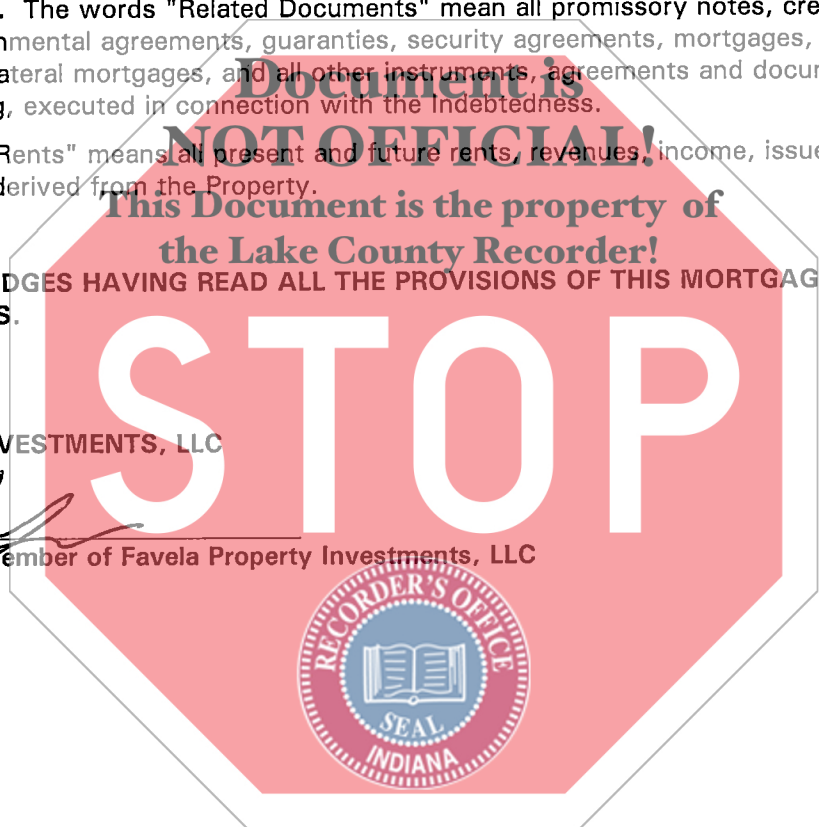 . The words "Related Documents" mean all promissory notes, cre
nmental agreements, guaranties, security agreements, mortgages,
ateral mortgages, and all other instruments, agreements and docum
Document is
, executed in connection with the Indebtedness.
NOT OFFICIAL!
Rents" means all present and future rents, revenues, income, issue
derived from the Property.
This Document is the property of
the Lake County Recorder!
DGES HAVING READ ALL THE PROVISIONS OF THIS MORTGAG
S.
STOP
VESTMENTS, LLC
ember of Favela Property Investments, LLC
RECORDER'S OFFICE
SEAL
INDIANA